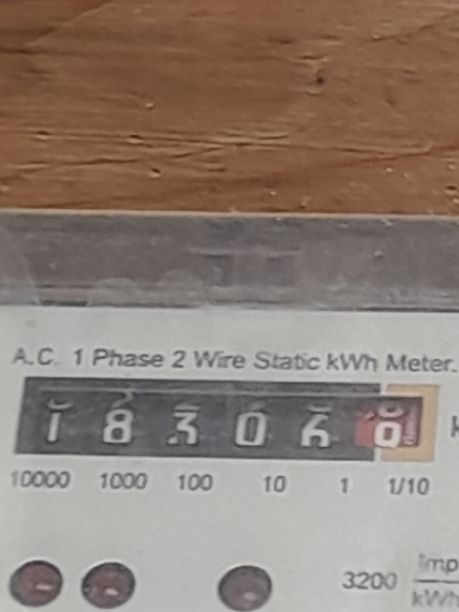 A.C. 1 Phase 2 Wire Static kWh Meter.
1 8 3 0 6 8
10000 1000 100 10 1 1/10
3200 imp
kWh